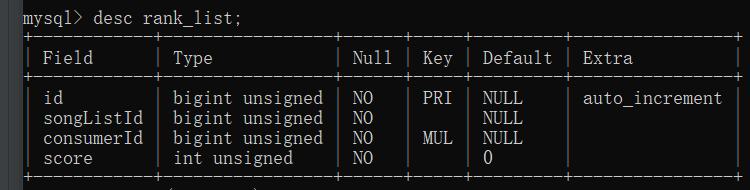 mysql> desc rank_list;
+------------+-----------------+------+-----+---------+----------------+
| Field      | Type            | Null | Key | Default | Extra          |
+------------+-----------------+------+-----+---------+----------------+
| id         | bigint unsigned | NO   | PRI | NULL    | auto_increment |
| songListId | bigint unsigned | NO   |     | NULL    |                |
| consumerId | bigint unsigned | NO   | MUL | NULL    |                |
| score      | int unsigned    | NO   |     | 0       |                |
+------------+-----------------+------+-----+---------+----------------+